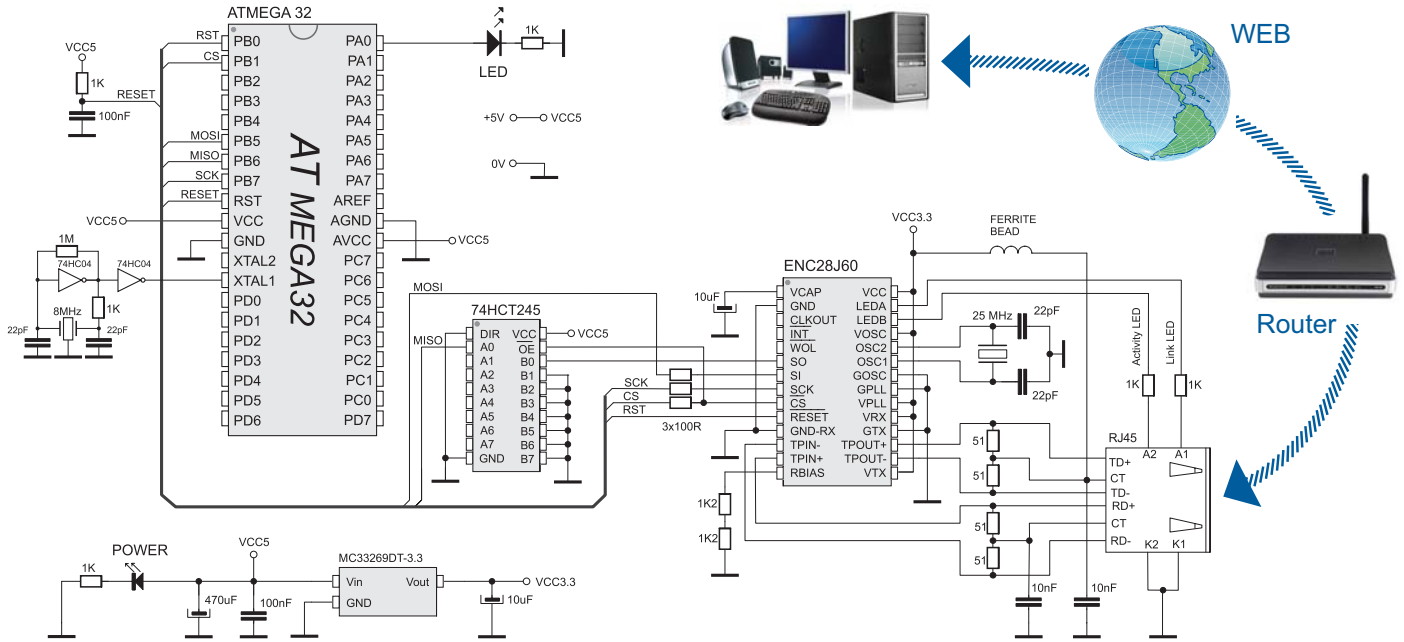 ATMEGA 32
VCC5
1K
RESET
100nF
RST
CS
MOSI
MISO
SCK
RESET
VCC5
PB0
PB1
PB2
PB3
PB4
PB5
PB6
PB7
RST
VCC
GND
XTAL2
XTAL1
PD0
PD1
PD2
PD3
PD4
PD5
PD6
AT MEGA32
PA0
PA1
PA2
PA3
PA4
PA5
PA6
PA7
AREF
AGND
AVCC
PC7
PC6
PC5
PC4
PC3
PC2
PC1
PC0
PD7
LED
1K
+5V
VCC5
0V
VCC5
1M
74HC04
74HC04
1K
8MHz
22pF
22pF
WEB
Router
MOSI
MISO
74HCT245
DIR
A0
A1
A2
A3
A4
A5
A6
A7
GND
VCC
OE
B0
B1
B2
B3
B4
B5
B6
B7
VCC5
SCK
CS
RST
3x100R
10uF
ENC28J60
VCAP
GND
CLKOUT
INT
WOL
SO
SI
SCK
CS
RESET
GND-RX
TPIN-
TPIN+
RBIAS
VCC
LEDA
LEDB
VOSC
OSC2
OSC1
GOSC
GPLL
VPLL
VRX
GTX
TPOUT+
TPOUT-
VTX
VCC3.3
FERRITE
BEAD
25 MHz
22pF
22pF
Activity LED
Link LED
1K
1K
1K2
1K2
51
51
51
51
RJ45
A2
A1
TD+
CT
TD-
RD+
CT
RD-
K2
K1
10nF
10nF
POWER
1K
VCC5
470uF
100nF
MC33269DT-3.3
Vin
Vout
GND
VCC3.3
10uF